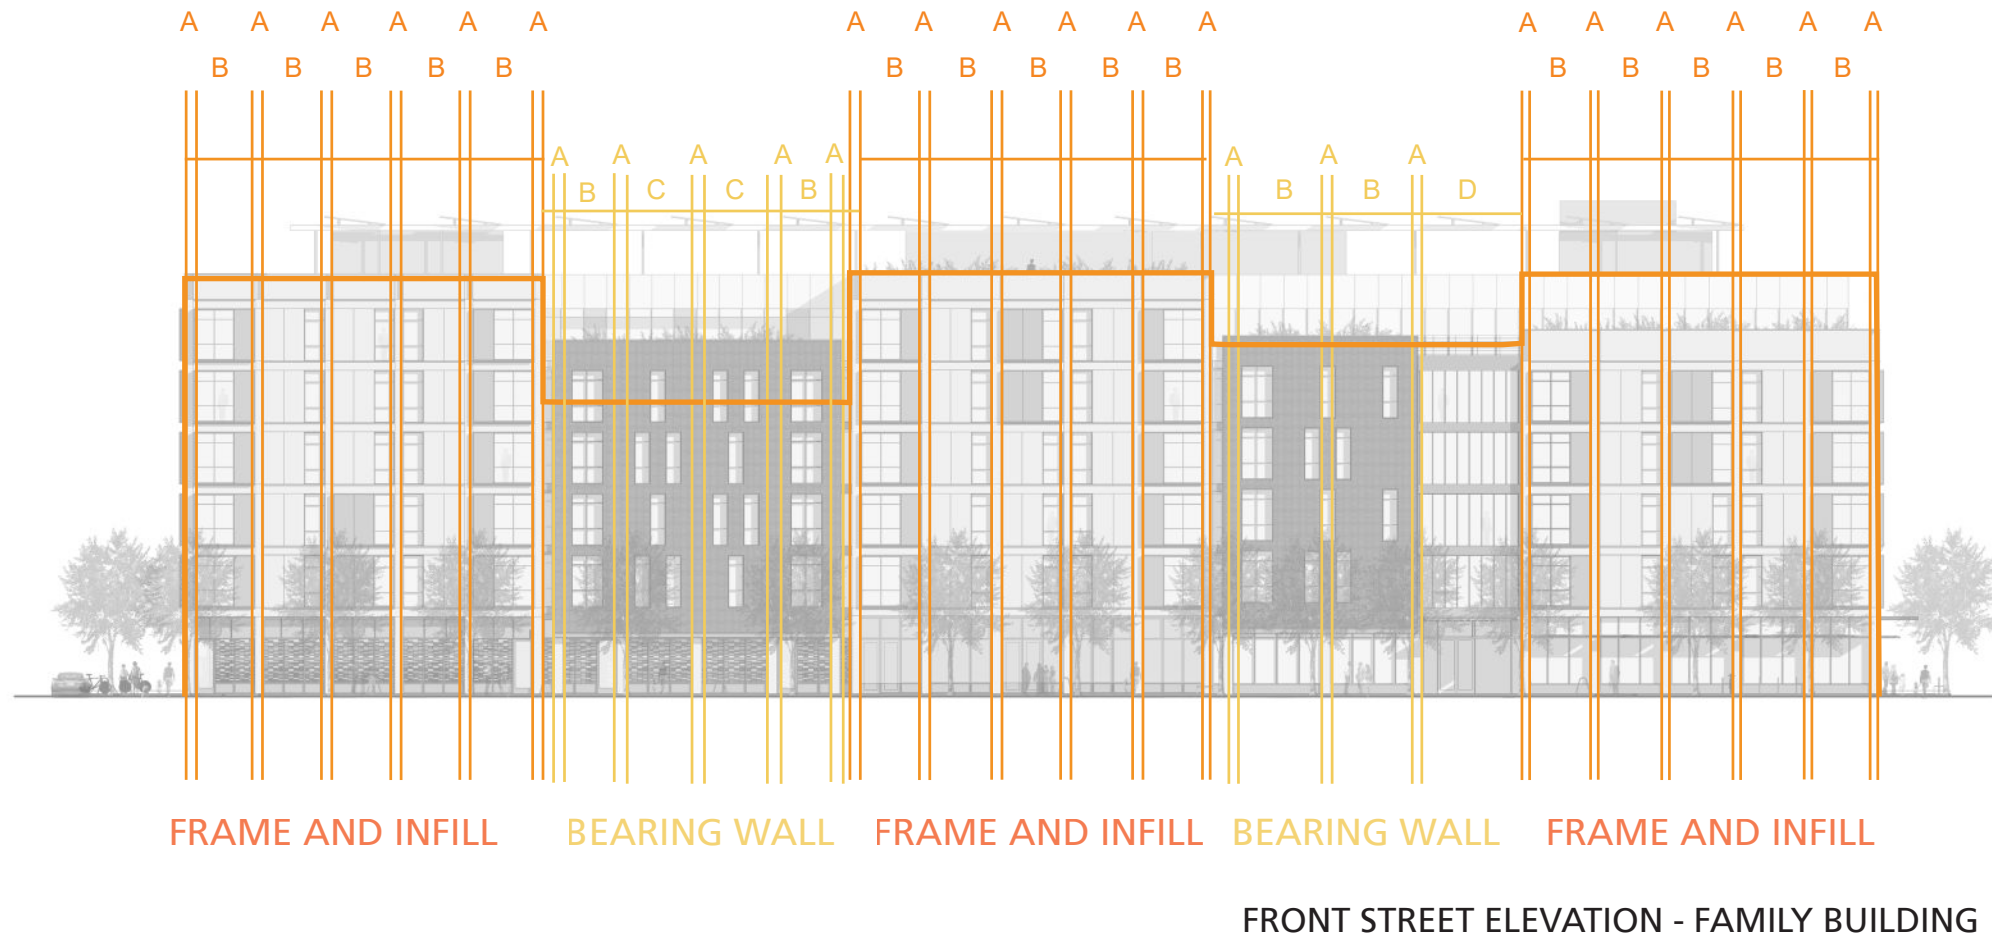 A A A A A A A A A A A A A A A A A A
B B B B B B B B B B B B B B B
A A A A A A A A
B C C B B B D
FRAME AND INFILL BEARING WALL FRAME AND INFILL BEARING WALL FRAME AND INFILL
FRONT STREET ELEVATION - FAMILY BUILDING